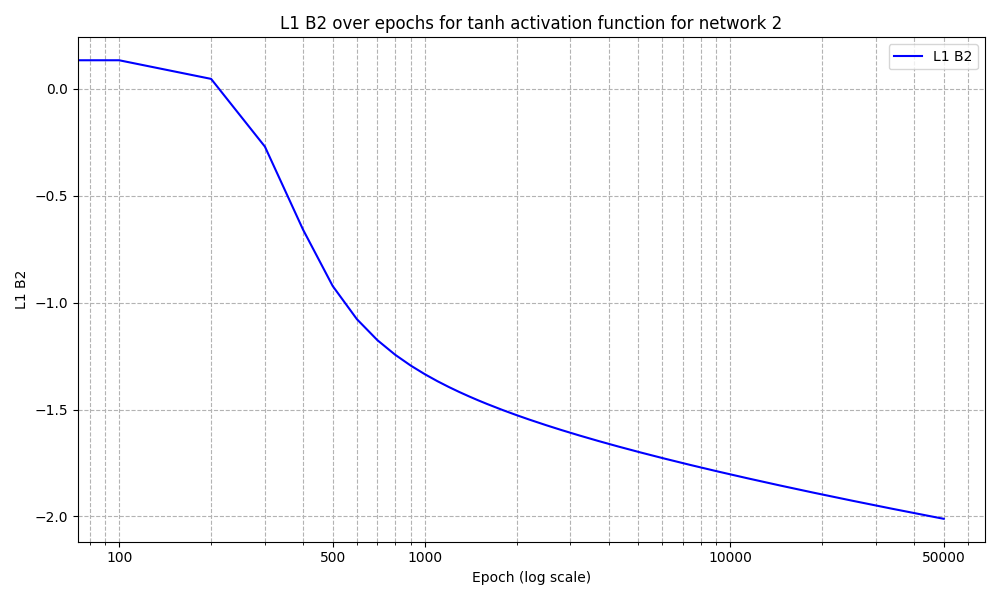 L1 B2 over epochs for tanh activation function for network 2
L1 B2
0.0
−0.5
−1.0
−1.5
−2.0
L1 B2
100
500
1000
10000
50000
Epoch (log scale)